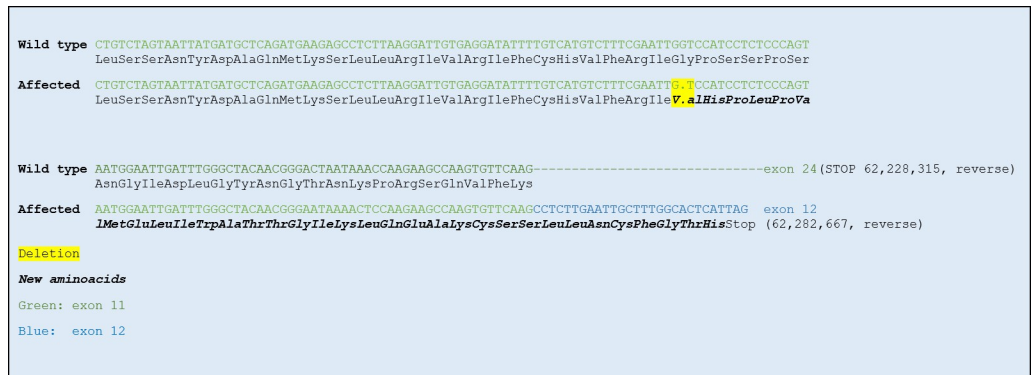 Wild type CTGTCTAGTAATTATGATGCTCAGATGAAGAGCCTCTTAAGGATTGTGAGGATATTTTGTCATGTCTTTCGAATTGGTCCATCCTCTCCCAGT
LeuSerSerAsnTyrAspAlaGlnMetLysSerLeuLeuArgIleValArgIlePheCysHisValPheArgIleGlyProSerSerProSer
Affected CTGTCTAGTAATTATGATGCTCAGATGAAGAGCCTCTTAAGGATTGTGAGGATATTTTGTCATGTCTTTCGAATTG.TCCATCCTCTCCCAGT
LeuSerSerAsnTyrAspAlaGlnMetLysSerLeuLeuArgIleValArgIlePheCysHisValPheArgIleV.alHisProLeuProVa
Wild type AATGGAATTGATTTGGGCTACAACGGGACTAATAAACCAAGAAGCCAAGTGTTCAAG-----------------------------exon 24(STOP 62,228,315, reverse)
AsnGlyIleAspLeuGlyTyrAsnGlyThrAsnLysProArgSerGlnValPheLys
Affected AATGGAATTGATTTGGGCTACAACGGGAATAAAACTCCAAGAAGCCAAGTGTTCAAGCCTCTTGAATTGCTTTGGCACTCATTAG exon 12
lMetGluLeuIleTrpAlaThrThrGlyIleLysLeuGlnGluAlaLysCysSerSerLeuLeuAsnCysPheGlyThrHisStop (62,282,667, reverse)
Deletion
New aminoacids
Green: exon 11
Blue: exon 12